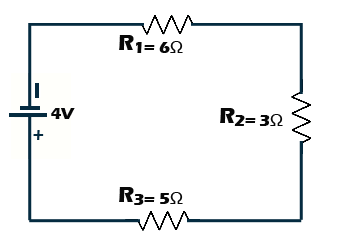 R1= 6Ω
I
4V
+
R2= 3Ω
R3= 5Ω